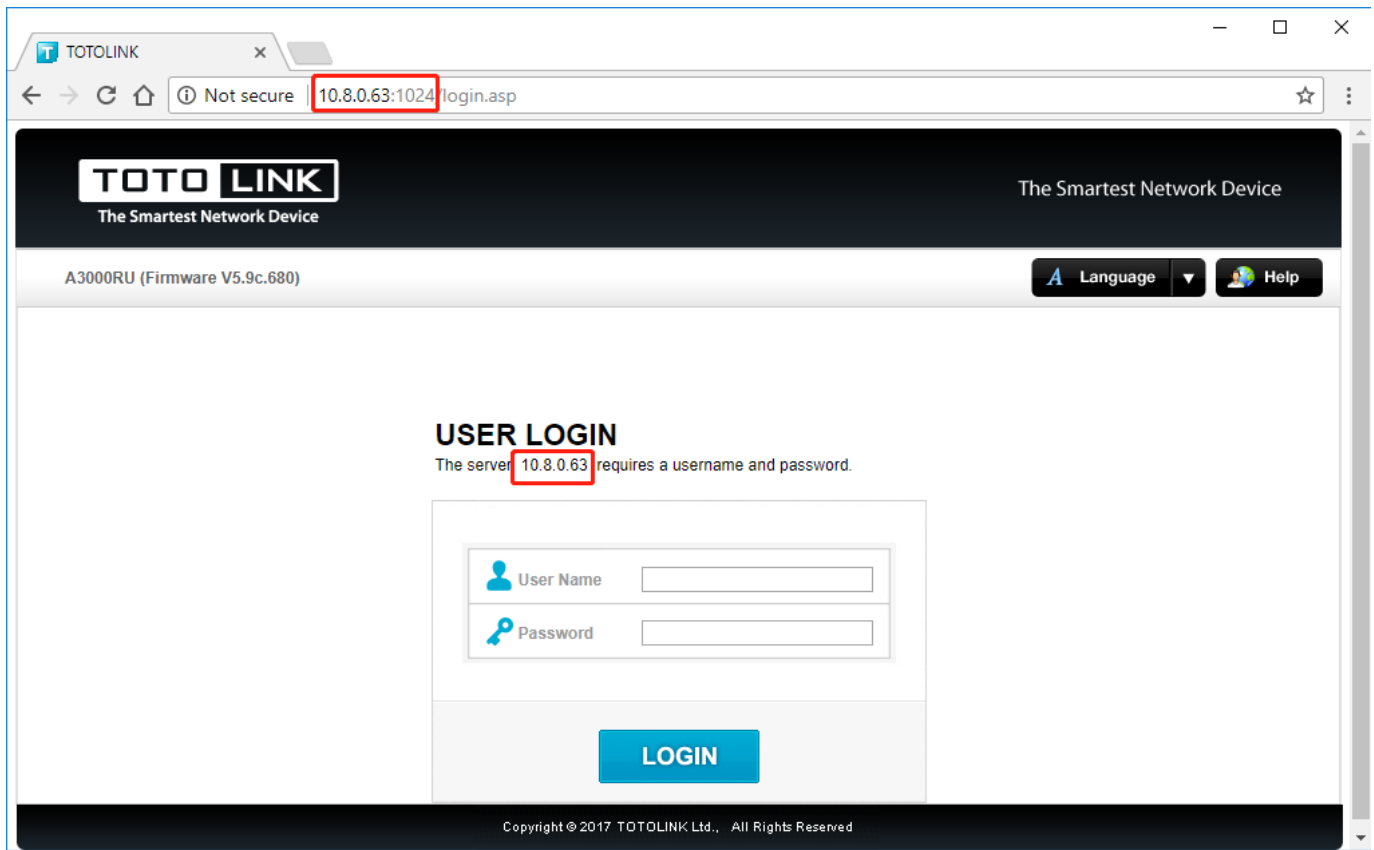 TOTOLINK
Not secure 10.8.0.63:1024/login.asp
TOTO LINK
The Smartest Network Device
The Smartest Network Device
A3000RU (Firmware V5.9c.680)
A Language
Help
USER LOGIN
The server 10.8.0.63 requires a username and password.
User Name
Password
LOGIN
Copyright © 2017 TOTOLINK Ltd., All Rights Reserved